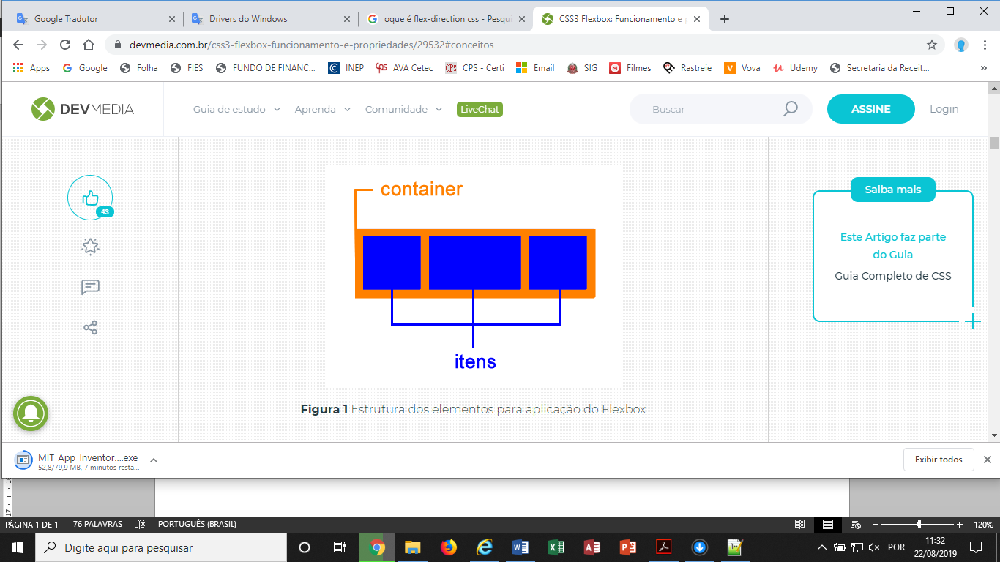 Google Tradutor
Drivers do Windows
oque é flex-direction css - Pesqu
CSS3 Flexbox: Funcionamento e p
devmedia.com.br/css3-flexbox-funcionamento-e-propriedades/29532#conceitos
Apps
Google
Folha
FIES
FUNDO DE FINANC...
INEP
AVA Cetec
CPS - Certi
Email
SIG
Filmes
Rastreie
Vova
Udemy
Secretaria da Receit...
»
DEVMEDIA
Guia de estudo
Aprenda
Comunidade
LiveChat
Buscar
ASSINE
Login
43
container
itens
Figura 1 Estrutura dos elementos para aplicação do Flexbox
Saiba mais
Este Artigo faz parte
do Guia
Guia Completo de CSS
MIT_App_Inventor....exe
52,8/79,9 MB, 7 minutos resta...
Exibir todos
PÁGINA 1 DE 1
76 PALAVRAS
PORTUGUÊS (BRASIL)
120%
Digite aqui para pesquisar
POR
11:32
22/08/2019